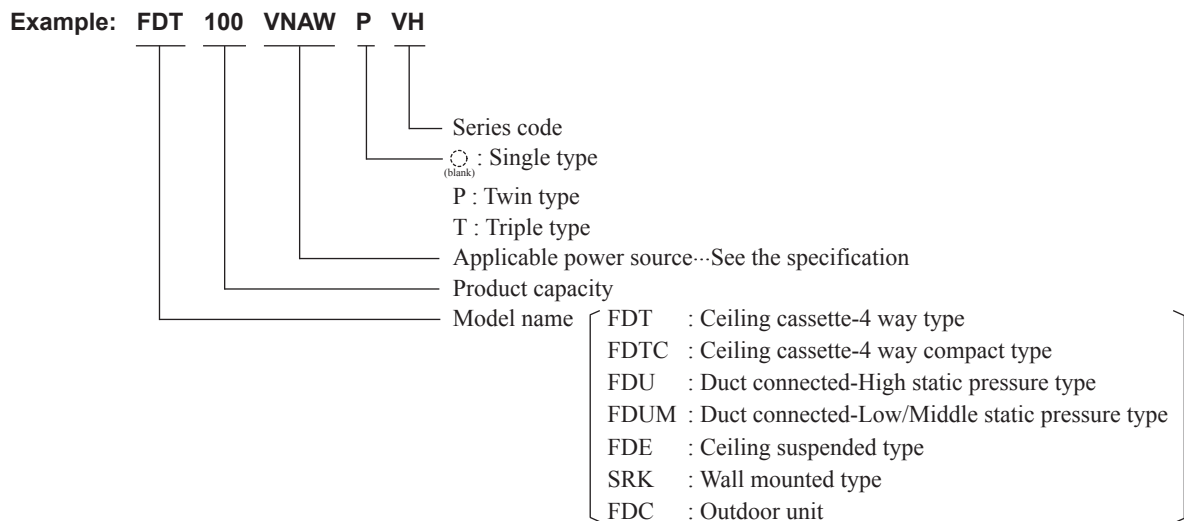 Example: FDT 100 VNAW P VH
Series code
◌ : Single type
(blank)
P : Twin type
T : Triple type
Applicable power source···See the specification
Product capacity
Model name
FDT : Ceiling cassette-4 way type
FDTC : Ceiling cassette-4 way compact type
FDU : Duct connected-High static pressure type
FDUM : Duct connected-Low/Middle static pressure type
FDE : Ceiling suspended type
SRK : Wall mounted type
FDC : Outdoor unit